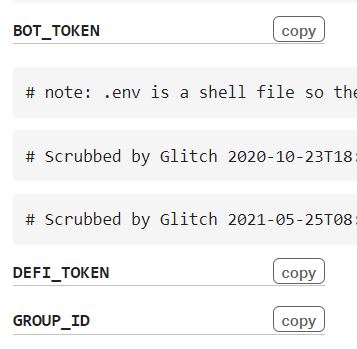 BOT_TOKEN copy
# note: .env is a shell file so the
# Scrubbed by Glitch 2020-10-23T18:
# Scrubbed by Glitch 2021-05-25T08:
DEFI_TOKEN copy
GROUP_ID copy